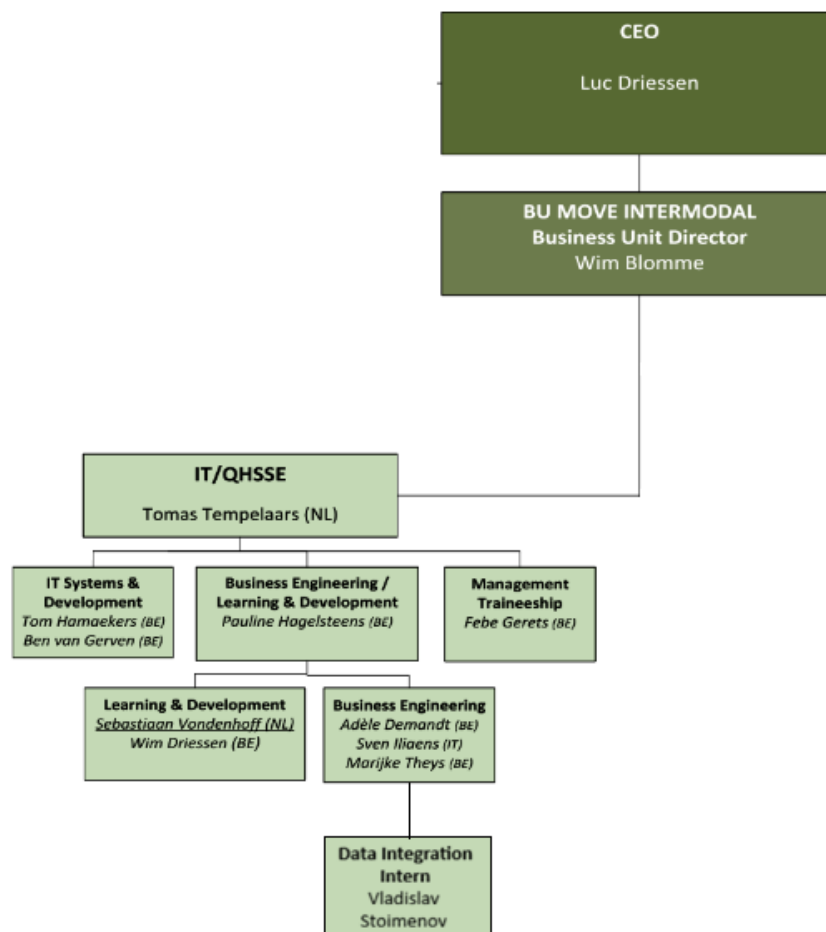 CEO
Luc Driessen
BU MOVE INTERMODAL
Business Unit Director
Wim Blomme
IT/QHSSE
Tomas Tempelaars (NL)
IT Systems &
Development
Tom Hamaekers (BE)
Ben van Gerven (BE)
Business Engineering /
Learning & Development
Pauline Hagelsteens (BE)
Management
Traineeship
Febe Gerets (BE)
Learning & Development
Sebastiaan Vondenhoff (NL)
Wim Driessen (BE)
Business Engineering
Adèle Demandt (BE)
Sven Iliaens (IT)
Marijke Theys (BE)
Data Integration
Intern
Vladislav
Stoimenov